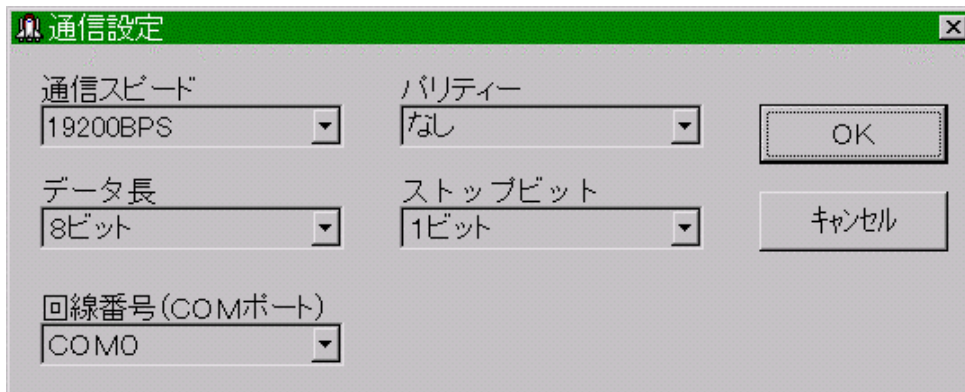 通信設定
通信スピード
19200BPS
パリティー
なし
OK
データ長
8ビット
ストップビット
1ビット
キャンセル
回線番号(COMポート)
COM0